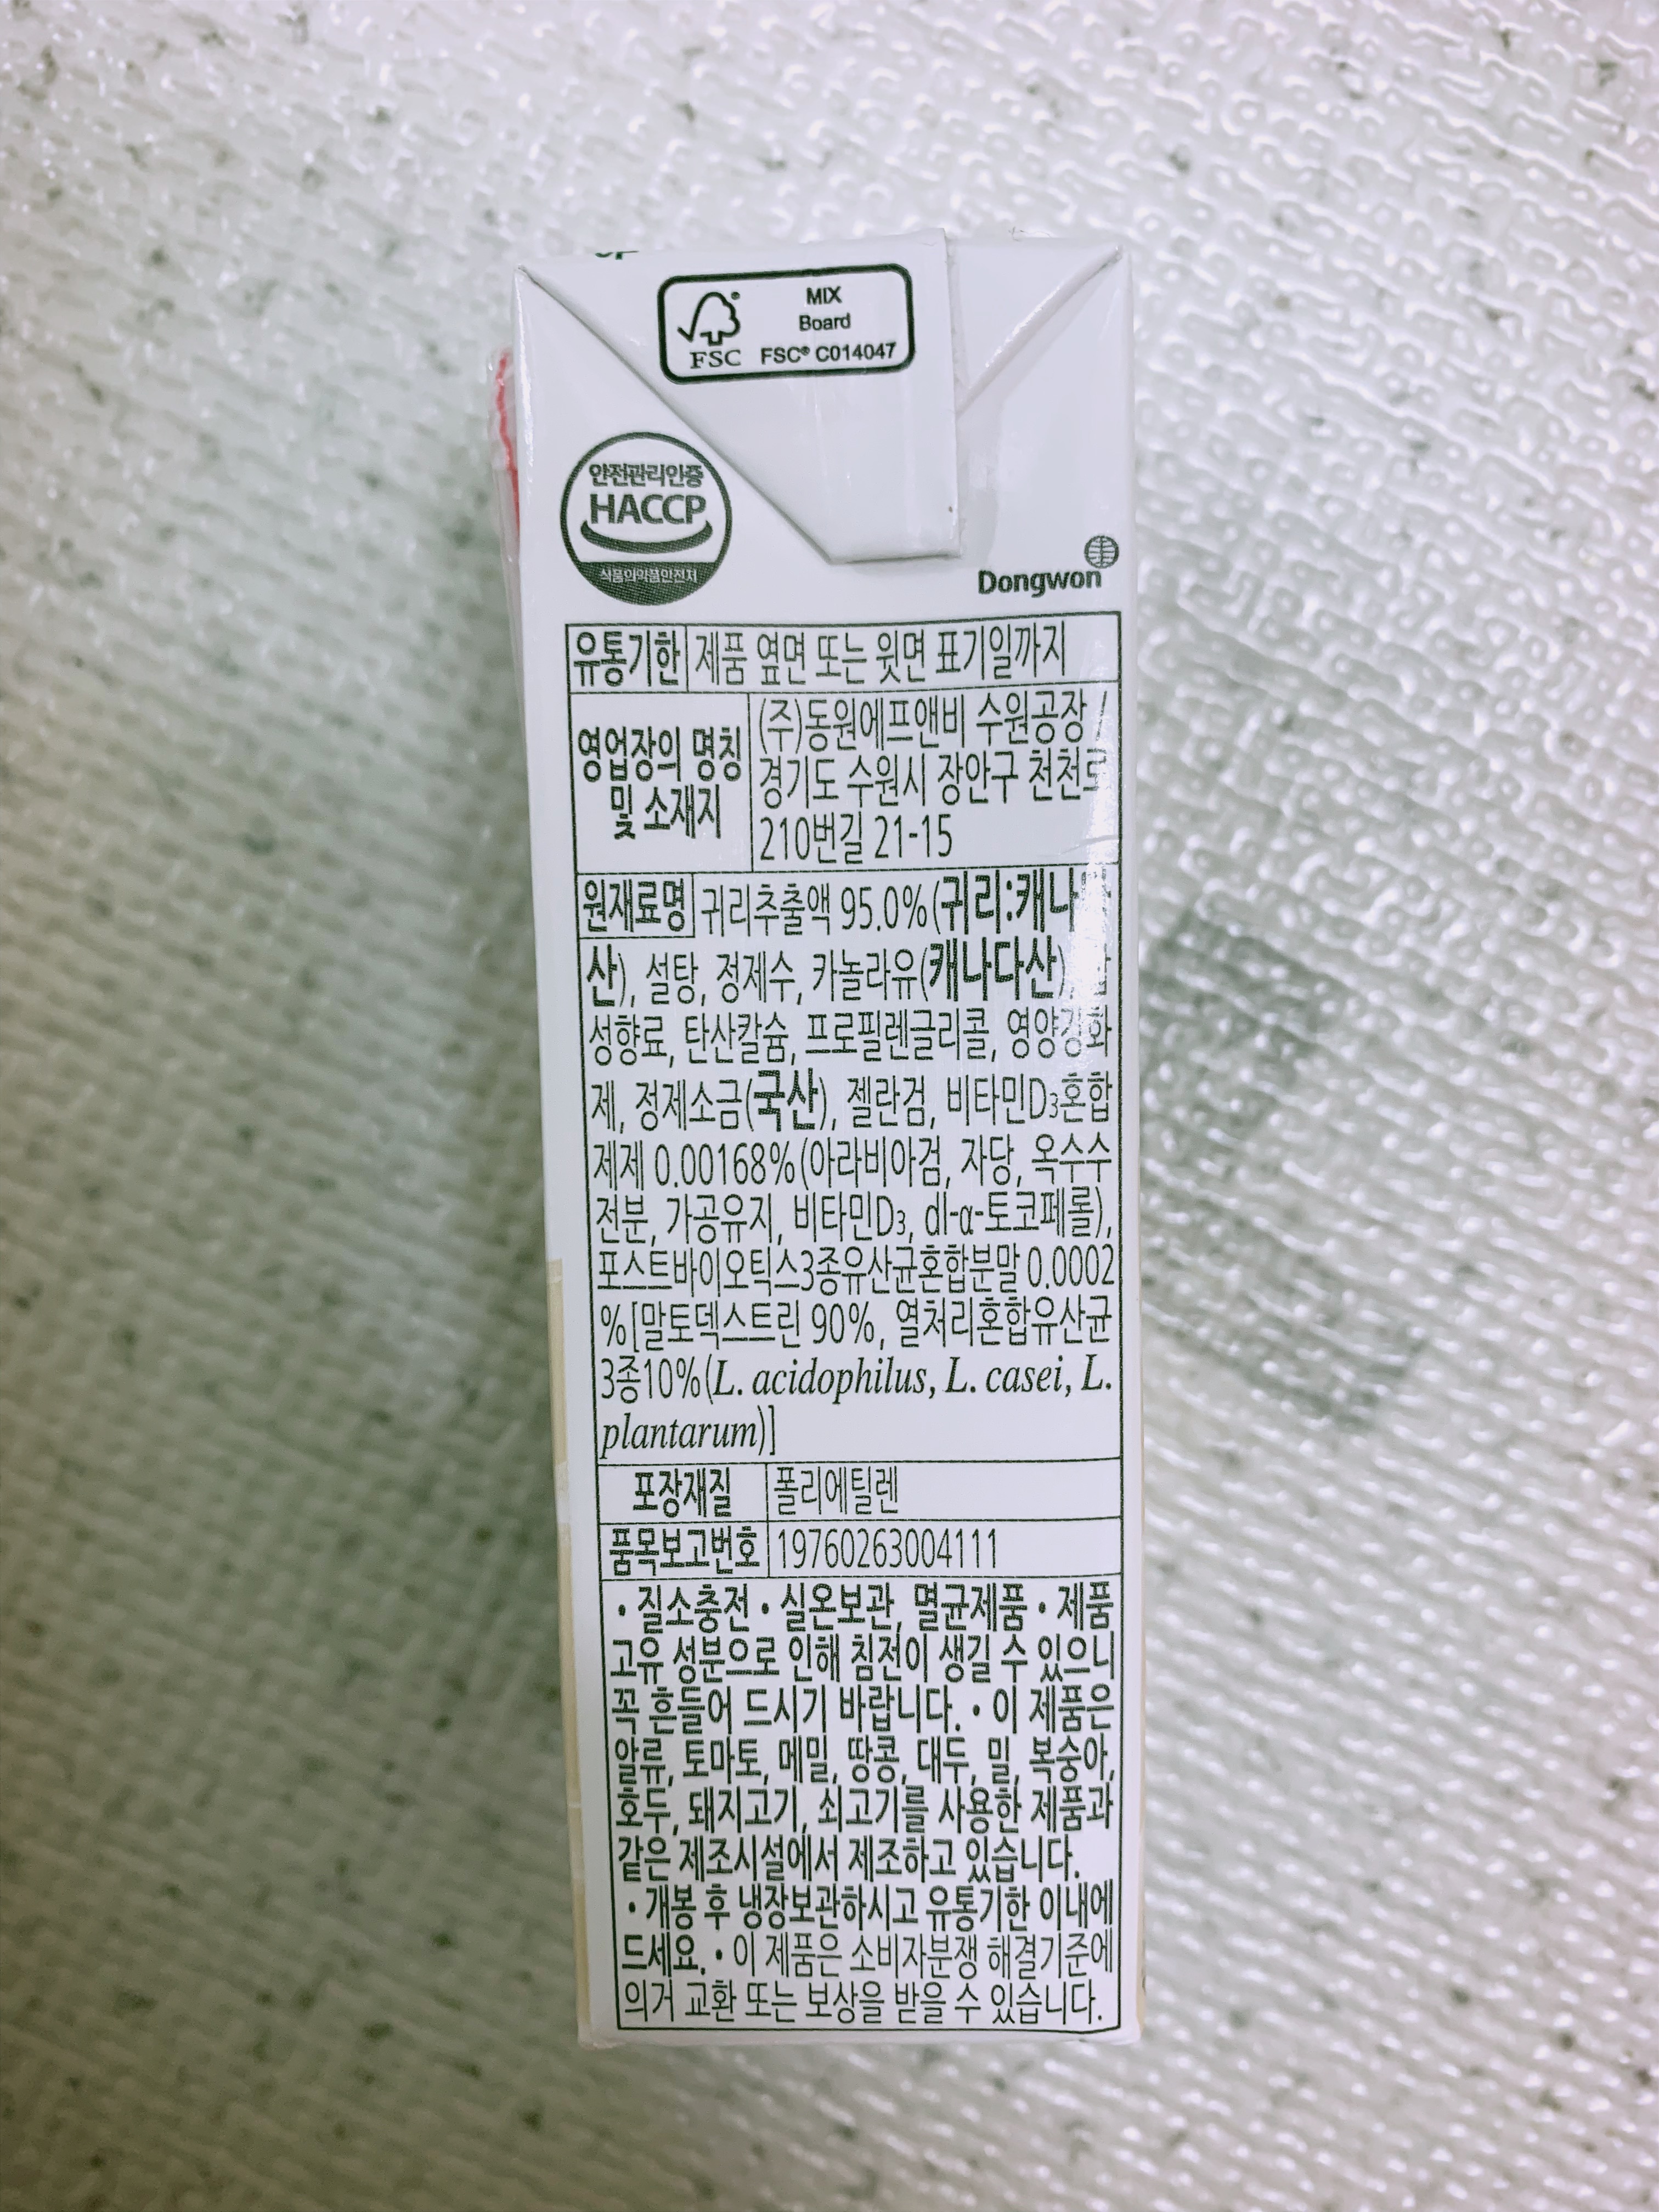 MIX
Board
FSC FSC® C014047
안전관리인증
HACCP
식품의약품안전처
Dongwon
유통기한 제품 옆면 또는 윗면 표기일까지
영업장의 명칭 및 소재지
(주)동원에프앤비 수원공장 /
경기도 수원시 장안구 천천로
210번길 21-15
원재료명 귀리추출액 95.0%(귀리:캐나
산), 설탕, 정제수, 카놀라유(캐나다산),
성향료, 탄산칼슘, 프로필렌글리콜, 영양강화
제, 정제소금(국산), 젤란검, 비타민D₃혼합
제제 0.00168%(아라비아검, 자당, 옥수수
전분, 가공유지, 비타민D₃, dl-α-토코페롤),
포스트바이오틱스3종유산균혼합분말 0.0002
%[말토덱스트린 90%, 열처리혼합유산균
3종10%(L. acidophilus, L. casei, L.
plantarum)]
포장재질 폴리에틸렌
품목보고번호 19760263004111
• 질소충전 • 실온보관, 멸균제품 • 제품
고유 성분으로 인해 침전이 생길 수 있으니
꼭 흔들어 드시기 바랍니다. • 이 제품은
알류, 토마토, 메밀, 땅콩, 대두, 밀, 복숭아,
호두, 돼지고기, 쇠고기를 사용한 제품과
같은 제조시설에서 제조하고 있습니다.
• 개봉 후 냉장보관하시고 유통기한 이내에
드세요. • 이 제품은 소비자분쟁 해결기준에
의거 교환 또는 보상을 받을 수 있습니다.